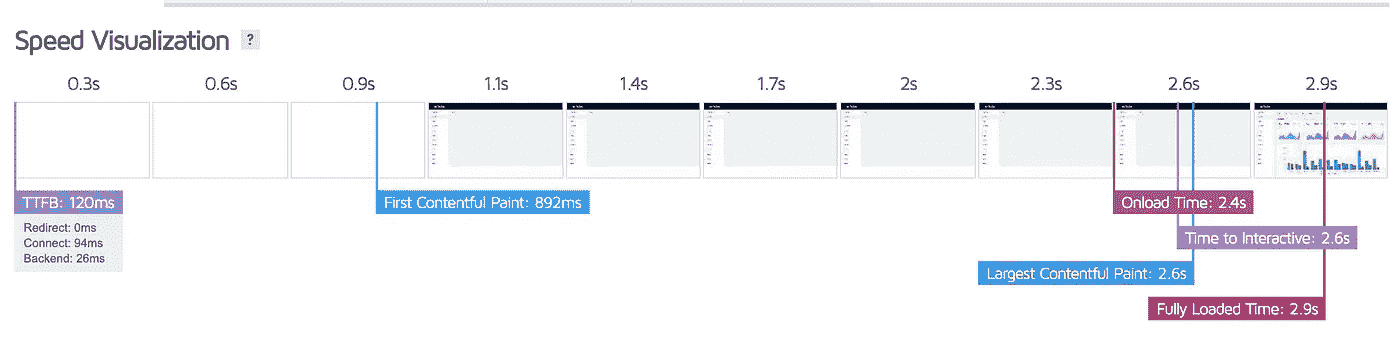 Speed Visualization ?
0.3s 0.6s 0.9s 1.1s 1.4s 1.7s 2s 2.3s 2.6s 2.9s
TTFB: 120ms
First Contentful Paint: 892ms
Onload Time: 2.4s
Redirect: 0ms
Connect: 94ms
Time to Interactive: 2.6s
Backend: 26ms
Largest Contentful Paint: 2.6s
Fully Loaded Time: 2.9s